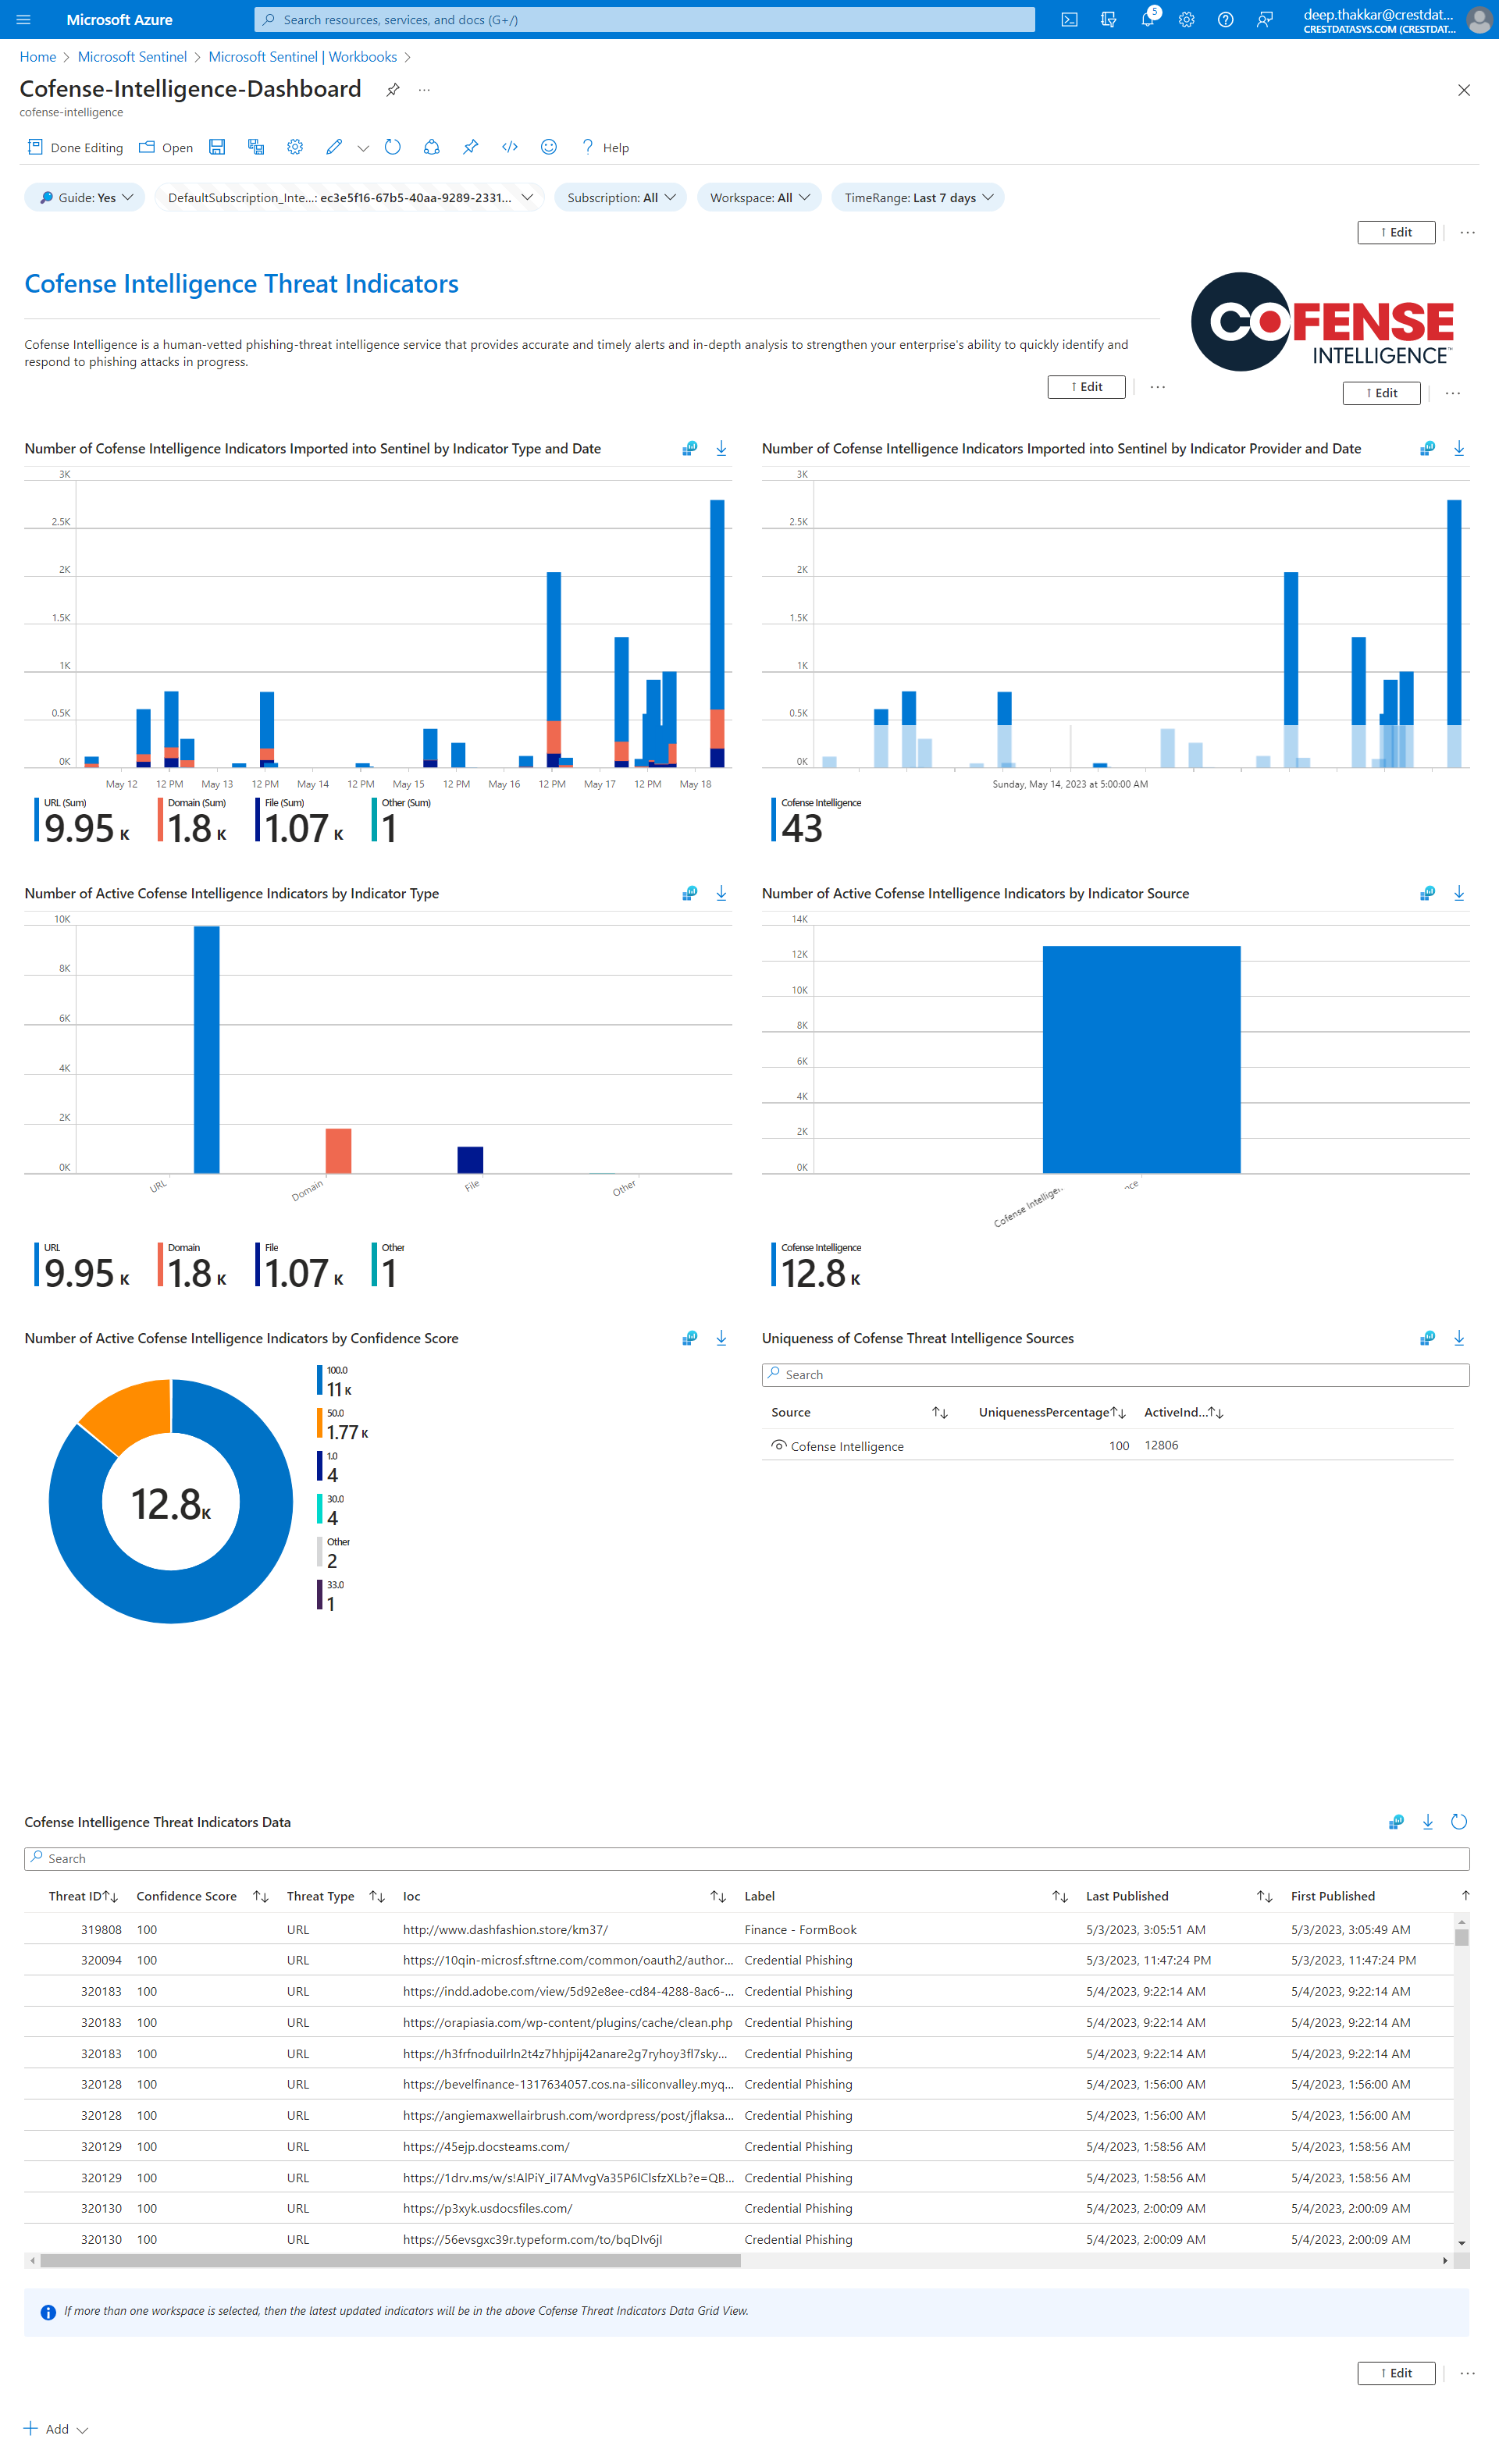 Microsoft Azure
Search resources, services, and docs (G+/)
5
deep.thakkar@crestdat...
CRESTDATASYS.COM (CRESTDAT...
Home > Microsoft Sentinel > Microsoft Sentinel | Workbooks >
Cofense-Intelligence-Dashboard
cofense-intelligence
Done Editing Open Help
Guide: Yes DefaultSubscription_Inte...: ec3e5f16-67b5-40aa-9289-2331... Subscription: All Workspace: All TimeRange: Last 7 days
↑ Edit
Cofense Intelligence Threat Indicators
COFENSE
INTELLIGENCE™
Cofense Intelligence is a human-vetted phishing-threat intelligence service that provides accurate and timely alerts and in-depth analysis to strengthen your enterprise's ability to quickly identify and
respond to phishing attacks in progress.
↑ Edit
↑ Edit
Number of Cofense Intelligence Indicators Imported into Sentinel by Indicator Type and Date
3K
2.5K
2K
1.5K
1K
0.5K
0K
May 12 12 PM May 13 12 PM May 14 12 PM May 15 12 PM May 16 12 PM May 17 12 PM May 18
URL (Sum) Domain (Sum) File (Sum) Other (Sum)
9.95 K 1.8 K 1.07 K 1
Number of Cofense Intelligence Indicators Imported into Sentinel by Indicator Provider and Date
3K
2.5K
2K
1.5K
1K
0.5K
0K
Sunday, May 14, 2023 at 5:00:00 AM
Cofense Intelligence
43
Number of Active Cofense Intelligence Indicators by Indicator Type
10K
8K
6K
4K
2K
0K
URL Domain File Other
URL Domain File Other
9.95 K 1.8 K 1.07 K 1
Number of Active Cofense Intelligence Indicators by Indicator Source
14K
12K
10K
8K
6K
4K
2K
0K
Cofense Intelligen ence
Cofense Intelligence
12.8 K
Number of Active Cofense Intelligence Indicators by Confidence Score
12.8K
100.0
11 K
50.0
1.77 K
1.0
4
30.0
4
Other
2
33.0
1
Uniqueness of Cofense Threat Intelligence Sources
Search
Source UniquenessPercentage ActiveInd...
Cofense Intelligence 100 12806
Cofense Intelligence Threat Indicators Data
Search
Threat ID Confidence Score Threat Type Ioc Label Last Published First Published
319808 100 URL http://www.dashfashion.store/km37/ Finance - FormBook 5/3/2023, 3:05:51 AM 5/3/2023, 3:05:49 AM
320094 100 URL https://10qin-microsf.sftrne.com/common/oauth2/author... Credential Phishing 5/3/2023, 11:47:24 PM 5/3/2023, 11:47:24 PM
320183 100 URL https://indd.adobe.com/view/5d92e8ee-cd84-4288-8ac6-... Credential Phishing 5/4/2023, 9:22:14 AM 5/4/2023, 9:22:14 AM
320183 100 URL https://orapiasia.com/wp-content/plugins/cache/clean.php Credential Phishing 5/4/2023, 9:22:14 AM 5/4/2023, 9:22:14 AM
320183 100 URL https://h3frfnoduilrln2t4z7hhjpij42anare2g7ryhoy3fl7sky... Credential Phishing 5/4/2023, 9:22:14 AM 5/4/2023, 9:22:14 AM
320128 100 URL https://bevelfinance-1317634057.cos.na-siliconvalley.myq... Credential Phishing 5/4/2023, 1:56:00 AM 5/4/2023, 1:56:00 AM
320128 100 URL https://angiemaxwellairbrush.com/wordpress/post/jflaksa... Credential Phishing 5/4/2023, 1:56:00 AM 5/4/2023, 1:56:00 AM
320129 100 URL https://45ejp.docsteams.com/ Credential Phishing 5/4/2023, 1:58:56 AM 5/4/2023, 1:58:56 AM
320129 100 URL https://1drv.ms/w/s!AlPiY_iI7AMvgVa35P6lClsfzXLb?e=QB... Credential Phishing 5/4/2023, 1:58:56 AM 5/4/2023, 1:58:56 AM
320130 100 URL https://p3xyk.usdocsfiles.com/ Credential Phishing 5/4/2023, 2:00:09 AM 5/4/2023, 2:00:09 AM
320130 100 URL https://56evsgxc39r.typeform.com/to/bqDIv6jI Credential Phishing 5/4/2023, 2:00:09 AM 5/4/2023, 2:00:09 AM
If more than one workspace is selected, then the latest updated indicators will be in the above Cofense Threat Indicators Data Grid View.
↑ Edit
Add